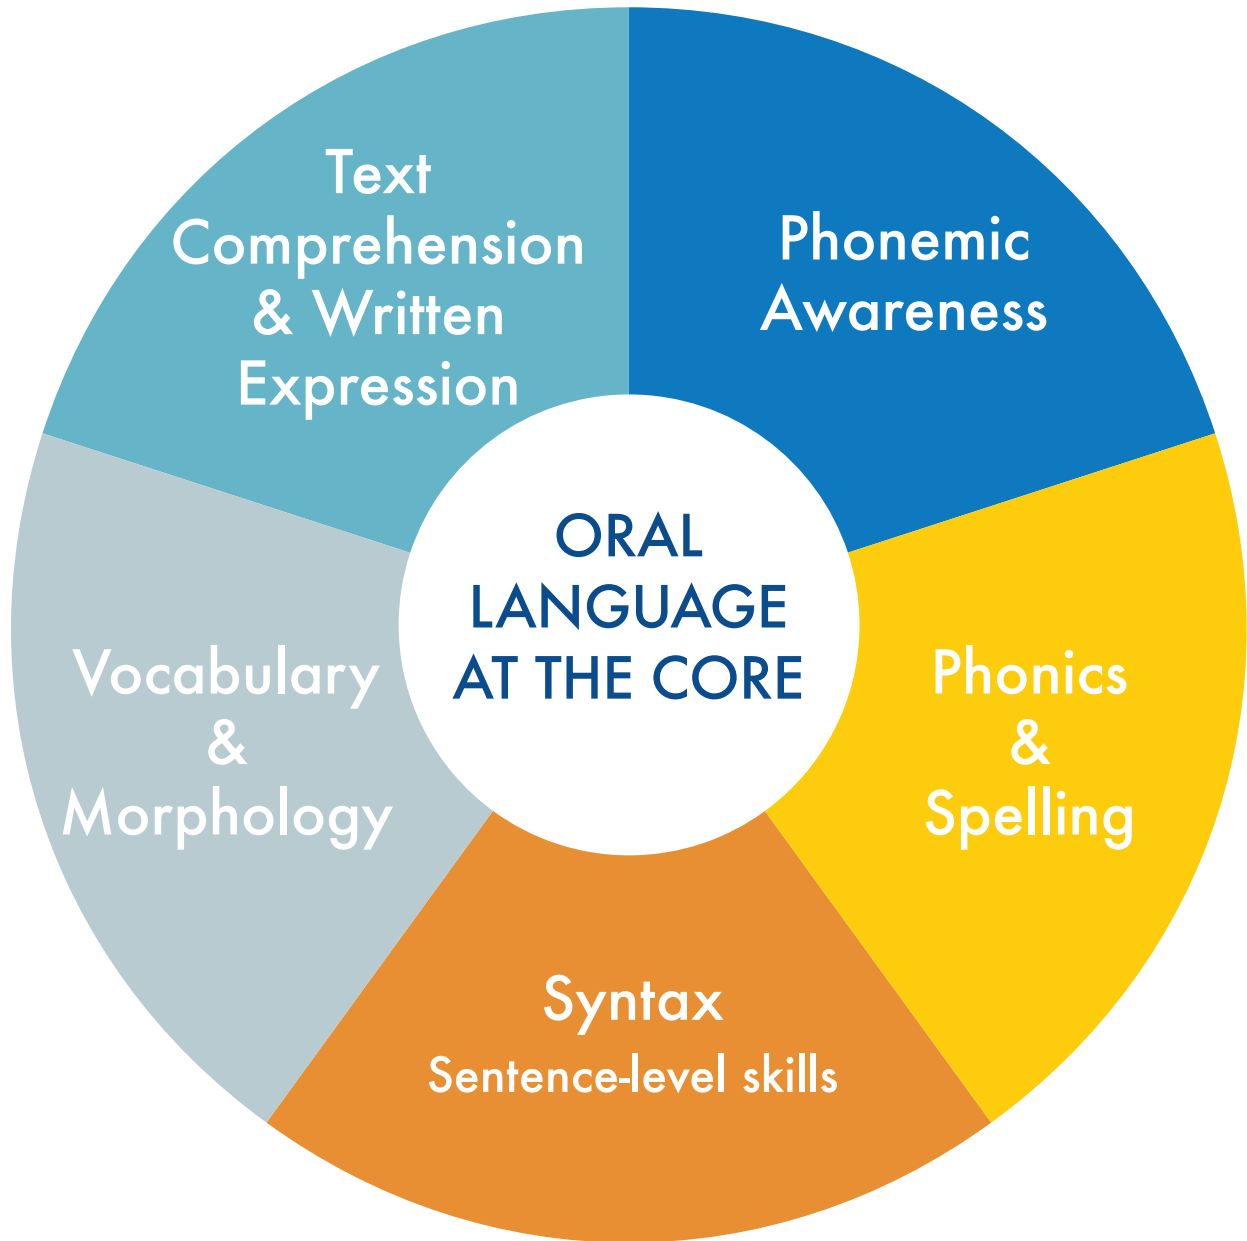 Text
Comprehension
& Written
Expression
Phonemic
Awareness
ORAL
LANGUAGE
AT THE CORE
Vocabulary
&
Morphology
Phonics
&
Spelling
Syntax
Sentence-level skills